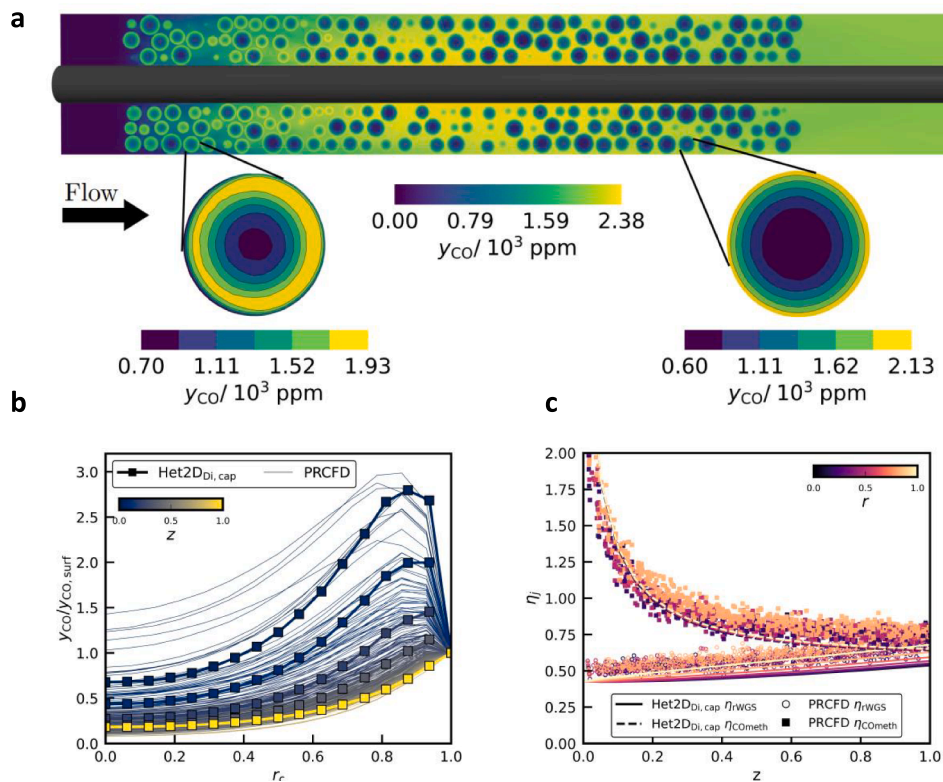 a
Flow
0.00 0.79 1.59 2.38
y_CO/ 10^3 ppm
0.70 1.11 1.52 1.93
y_CO/ 10^3 ppm
0.60 1.11 1.62 2.13
y_CO/ 10^3 ppm
b
y_CO/y_CO, surf
3.0
2.5
2.0
1.5
1.0
0.5
0.0
Het2D_Di, cap PRCFD
0.0 0.5 1.0
z
0.0 0.2 0.4 0.6 0.8 1.0
r_c
c
η_j
2.00
1.75
1.50
1.25
1.00
0.75
0.50
0.25
0.00
0.0 0.5 1.0
r
Het2D_Di, cap η_rWGS PRCFD η_rWGS
Het2D_Di, cap η_COmeth PRCFD η_COmeth
0.0 0.2 0.4 0.6 0.8 1.0
z